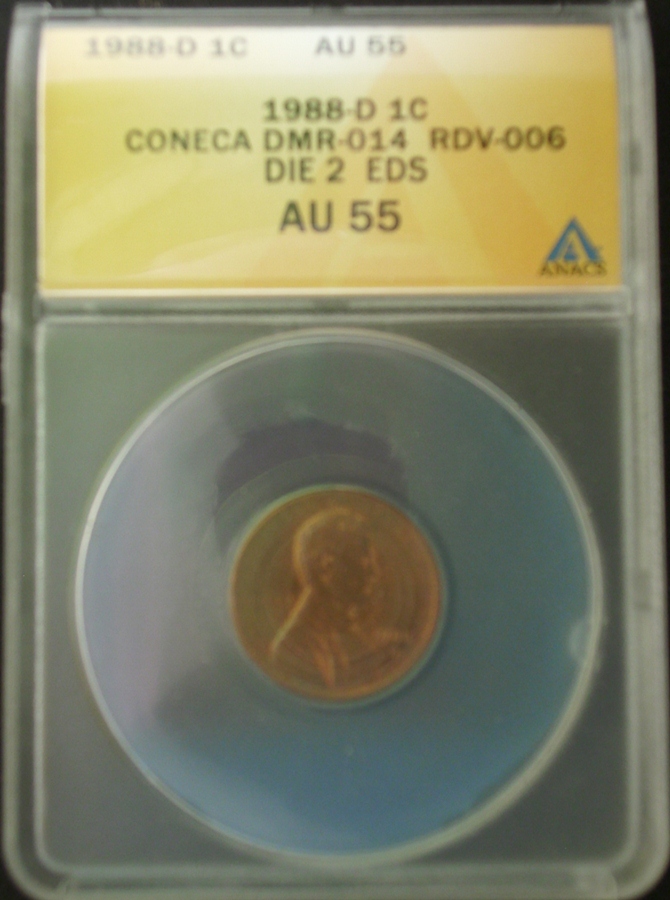 1988-D 1C AU 55
1988-D 1C
CONECA DMR-014 RDV-006
DIE 2 EDS
AU 55
ANACS